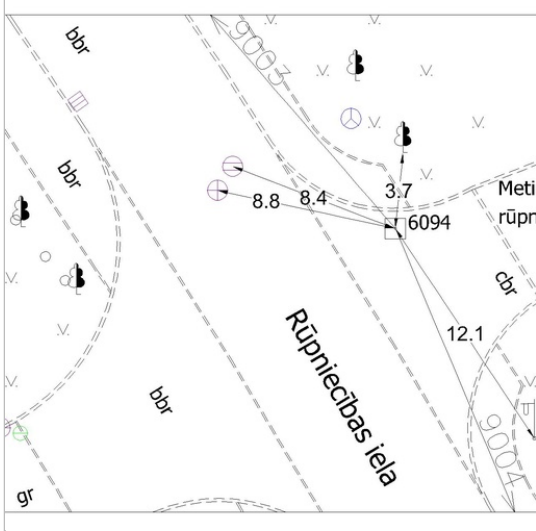 bbr
9003
bbr
Meti
rūpn
3.7
8.4
8.8
6094
cbr
12.1
Rūpniecības iela
bbr
9004
gr